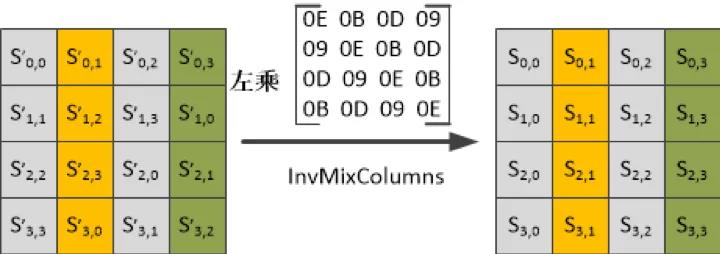 S′0,0 S′0,1 S′0,2 S′0,3
S′1,1 S′1,2 S′1,3 S′1,0
S′2,2 S′2,3 S′2,0 S′2,1
S′3,3 S′3,0 S′3,1 S′3,2
左乘
0E 0B 0D 09
09 0E 0B 0D
0D 09 0E 0B
0B 0D 09 0E
InvMixColumns
S0,0 S0,1 S0,2 S0,3
S1,0 S1,1 S1,2 S1,3
S2,0 S2,1 S2,2 S2,3
S3,0 S3,1 S3,2 S3,3